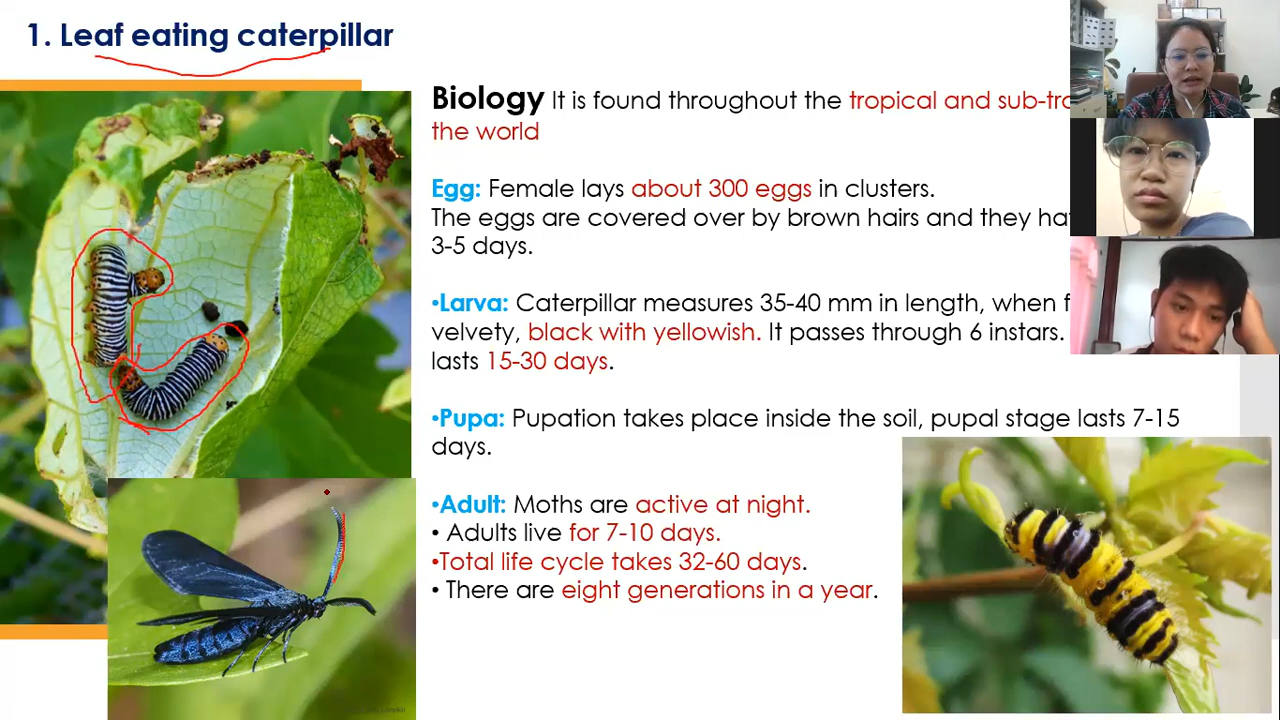 1. Leaf eating caterpillar
Biology It is found throughout the tropical and sub-tro
the world
Egg: Female lays about 300 eggs in clusters.
The eggs are covered over by brown hairs and they ha
3-5 days.
•Larva: Caterpillar measures 35-40 mm in length, when f
velvety, black with yellowish. It passes through 6 instars.
lasts 15-30 days.
•Pupa: Pupation takes place inside the soil, pupal stage lasts 7-15
days.
•Adult: Moths are active at night.
• Adults live for 7-10 days.
•Total life cycle takes 32-60 days.
• There are eight generations in a year.